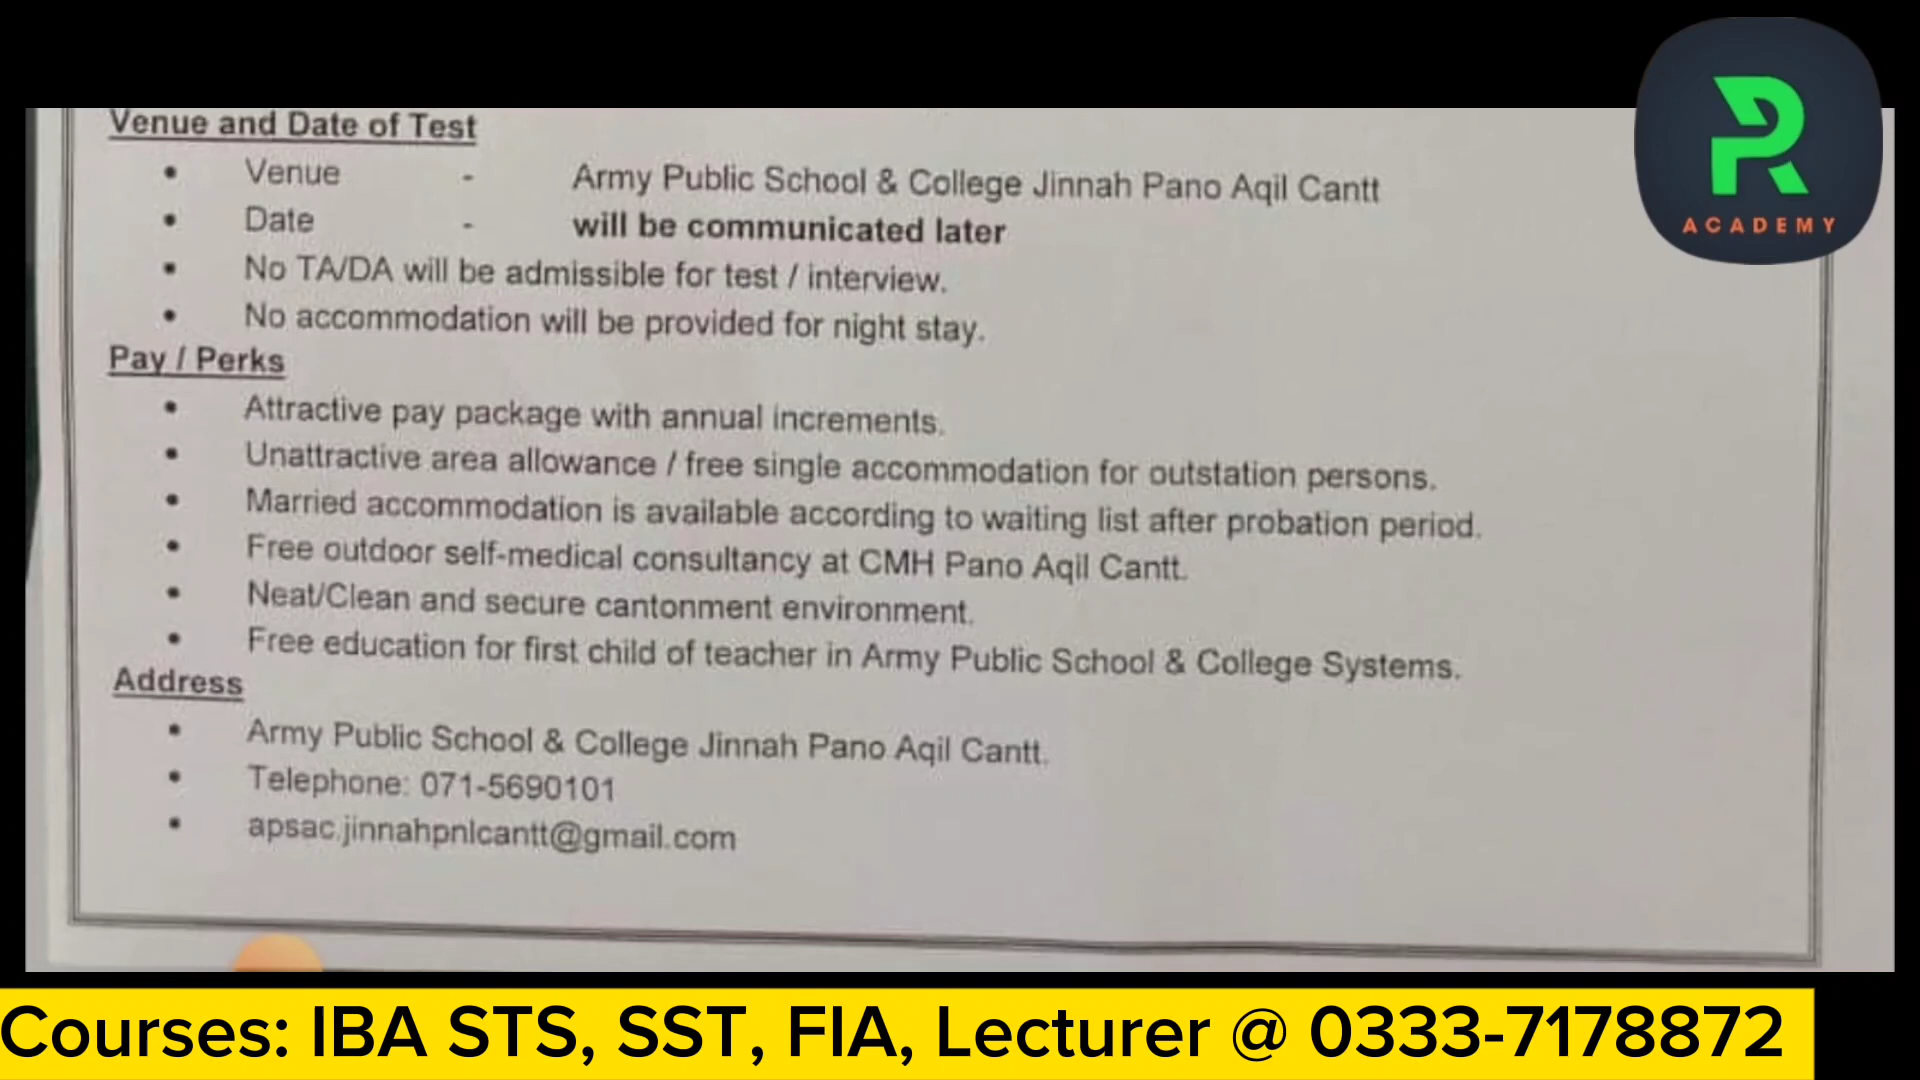 Venue and Date of Test
• Venue - Army Public School & College Jinnah Pano Aqil Cantt
• Date - will be communicated later
• No TA/DA will be admissible for test / interview.
• No accommodation will be provided for night stay.
Pay / Perks
• Attractive pay package with annual increments.
• Unattractive area allowance / free single accommodation for outstation persons.
• Married accommodation is available according to waiting list after probation period.
• Free outdoor self-medical consultancy at CMH Pano Aqil Cantt.
• Neat/Clean and secure cantonment environment.
• Free education for first child of teacher in Army Public School & College Systems.
Address
• Army Public School & College Jinnah Pano Aqil Cantt.
• Telephone: 071-5690101
• apsac.jinnahpnlcantt@gmail.com
R
ACADEMY
Courses: IBA STS, SST, FIA, Lecturer @ 0333-7178872